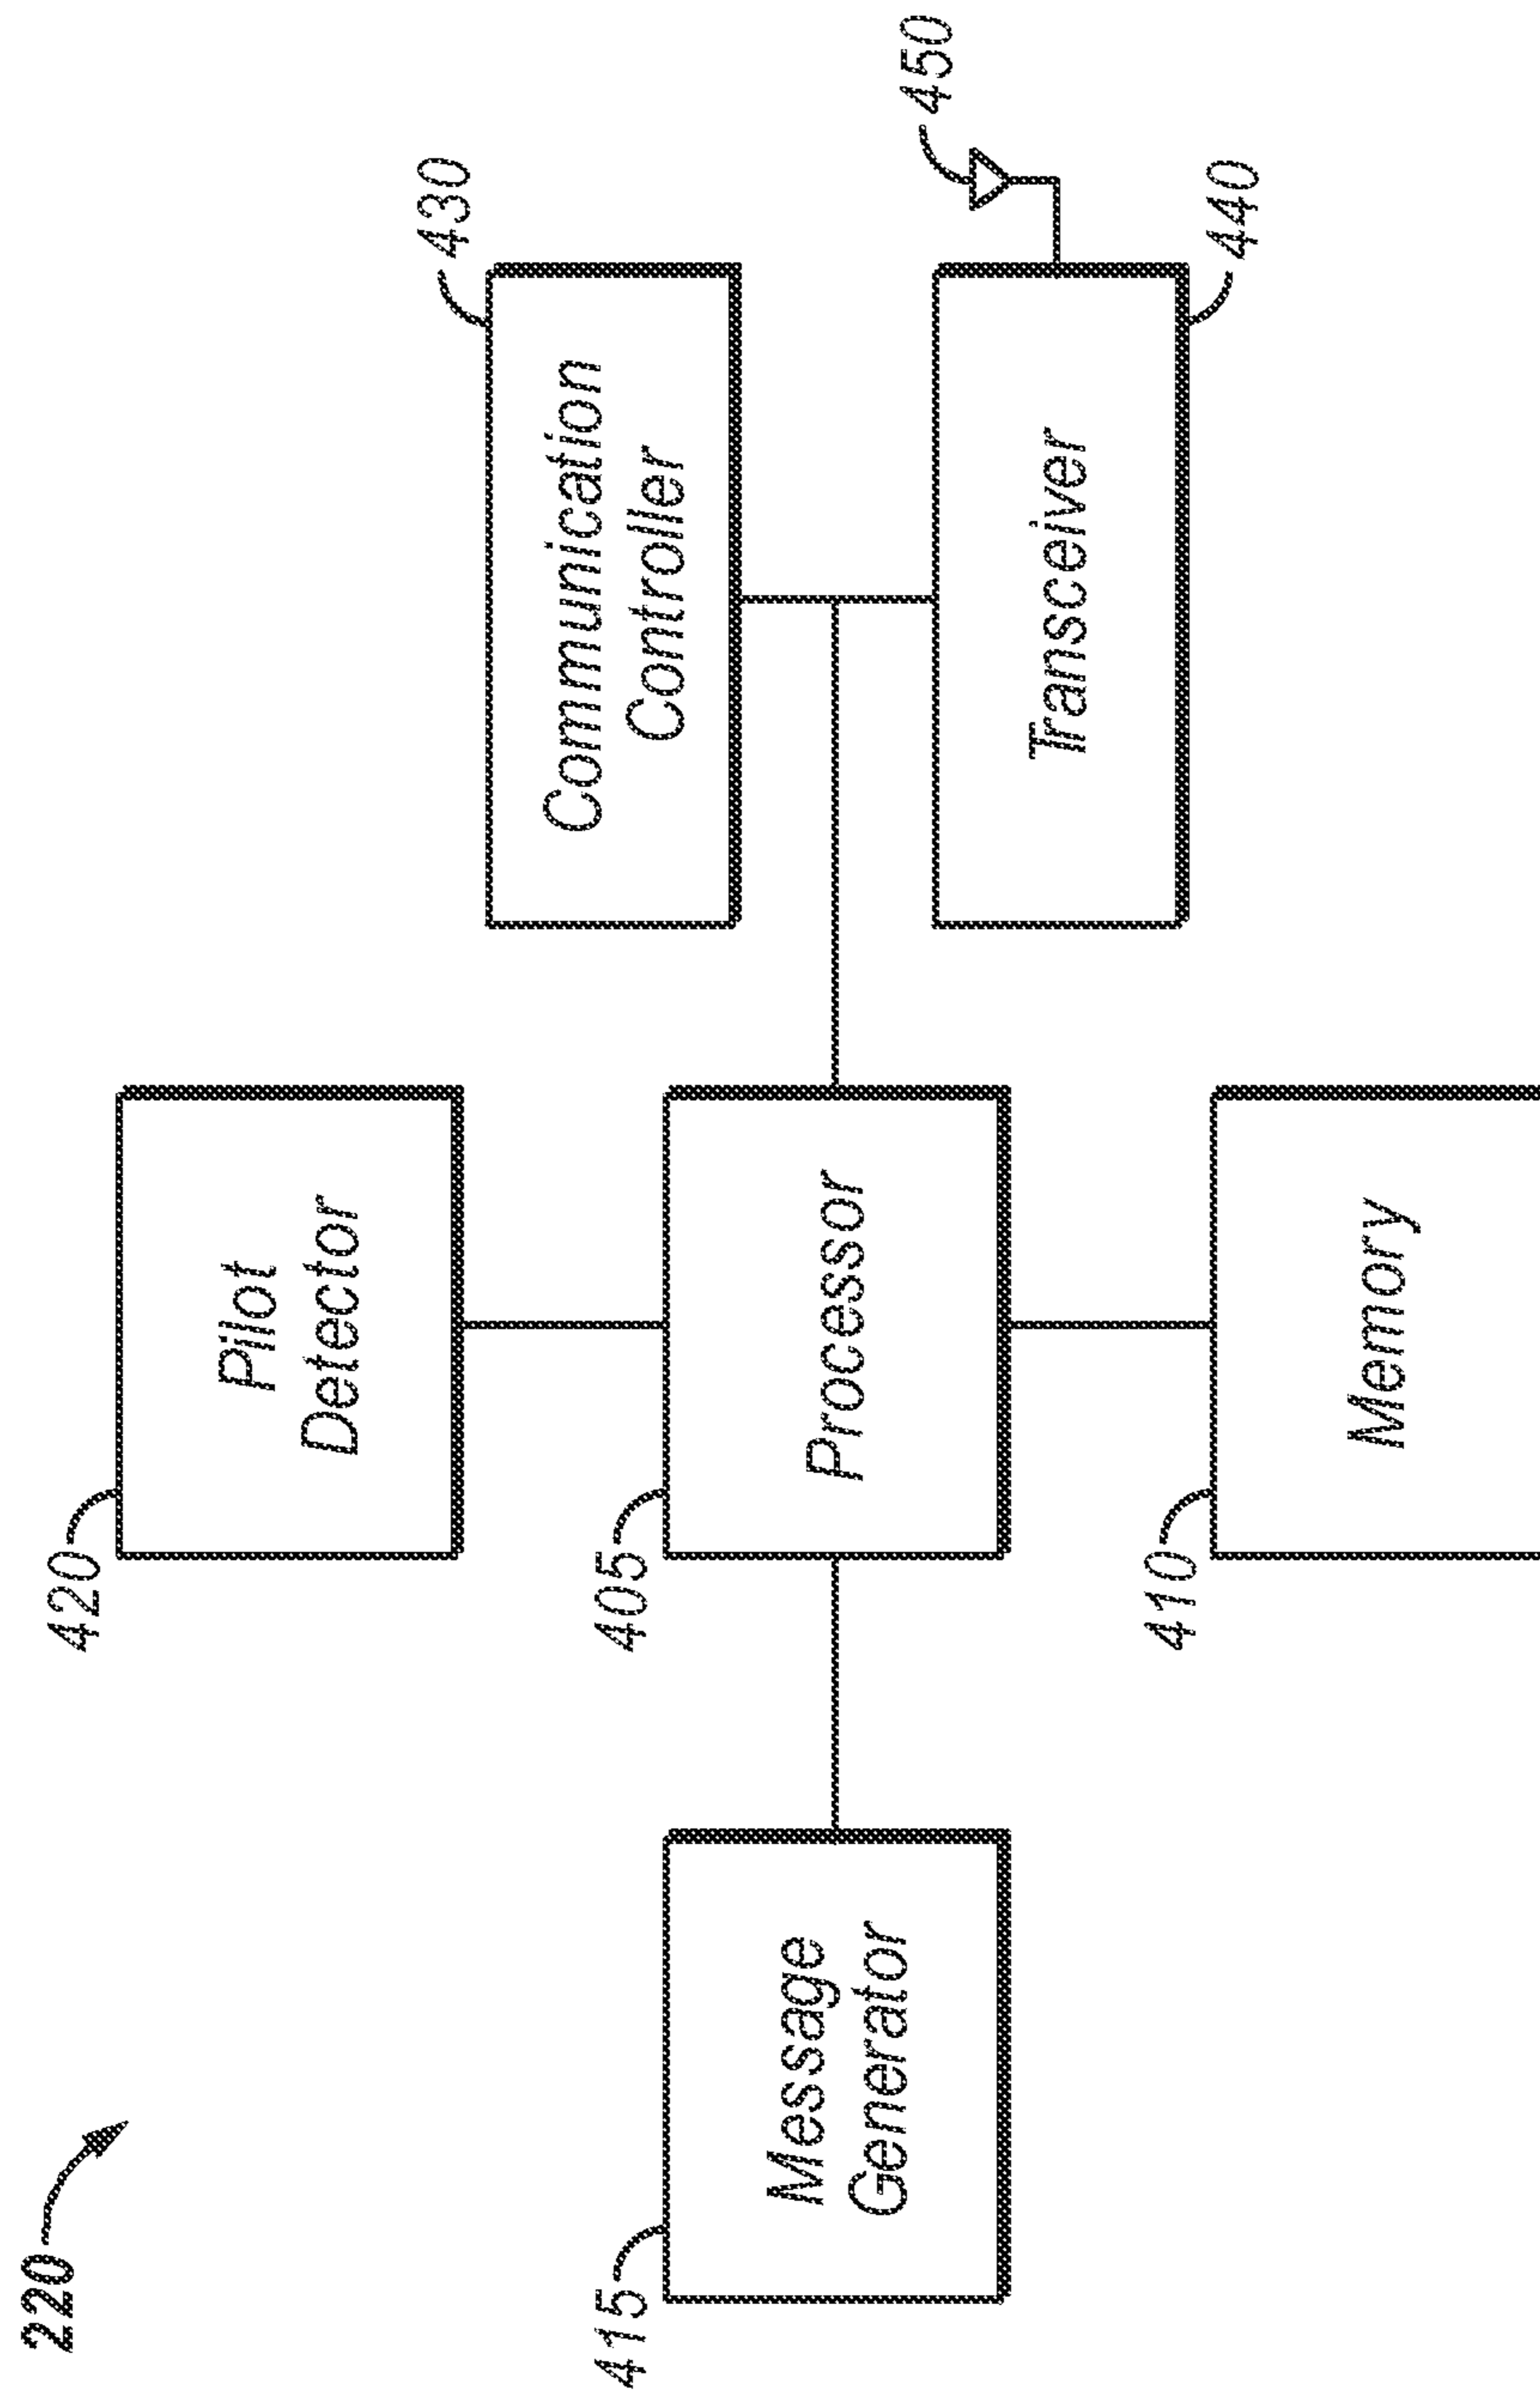 220
420
Pilot
Detector
430
Communication
Controller
450
415
Message
Generator
405
Processor
Transceiver
440
410
Memory